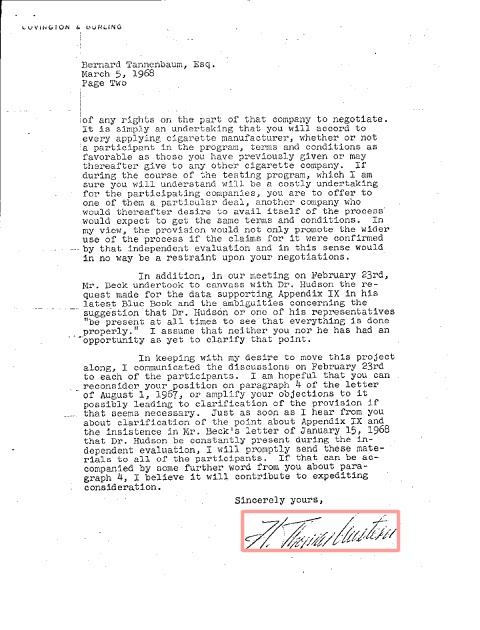 COVINGTON & BURLING
Bernard Tannenbaum, Esq.
March 5, 1968
Page Two
of any rights on the part of that company to negotiate.
It is simply an undertaking that you will accord to
every applying cigarette manufacturer, whether or not
a participant in the program, terms and conditions as
favorable as those you have previously given or may
thereafter give to any other cigarette company. If
during the course of the testing program, which I am
sure you will understand will be a costly undertaking
for the participating companies, you are to offer to
one of them a particular deal, another company who
would thereafter desire to avail itself of the process
would expect to get the same terms and conditions. In
my view, the provision would not only promote the wider
use of the process if the claims for it were confirmed
by that independent evaluation and in this sense would
in no way be a restraint upon your negotiations.
In addition, in our meeting on February 23rd,
Mr. Beck undertook to canvass with Dr. Hudson the re-
quest made for the data supporting Appendix IX in his
latest Blue Book and the ambiguities concerning the
suggestion that Dr. Hudson or one of his representatives
"be present at all times to see that everything is done
properly." I assume that neither you nor he has had an
opportunity as yet to clarify that point.
In keeping with my desire to move this project
along, I communicated the discussions on February 23rd
to each of the participants. I am hopeful that you can
reconsider your position on paragraph 4 of the letter
of August 1, 1967, or amplify your objections to it
possibly leading to clarification of the provision if
that seems necessary. Just as soon as I hear from you
about clarification of the point about Appendix IX and
the insistence in Mr. Beck's letter of January 15, 1968
that Dr. Hudson be constantly present during the in-
dependent evaluation, I will promptly send these mate-
rials to all of the participants. If that can be ac-
companied by some further word from you about para-
graph 4, I believe it will contribute to expediting
consideration.
Sincerely yours,
H. Thomas Austern